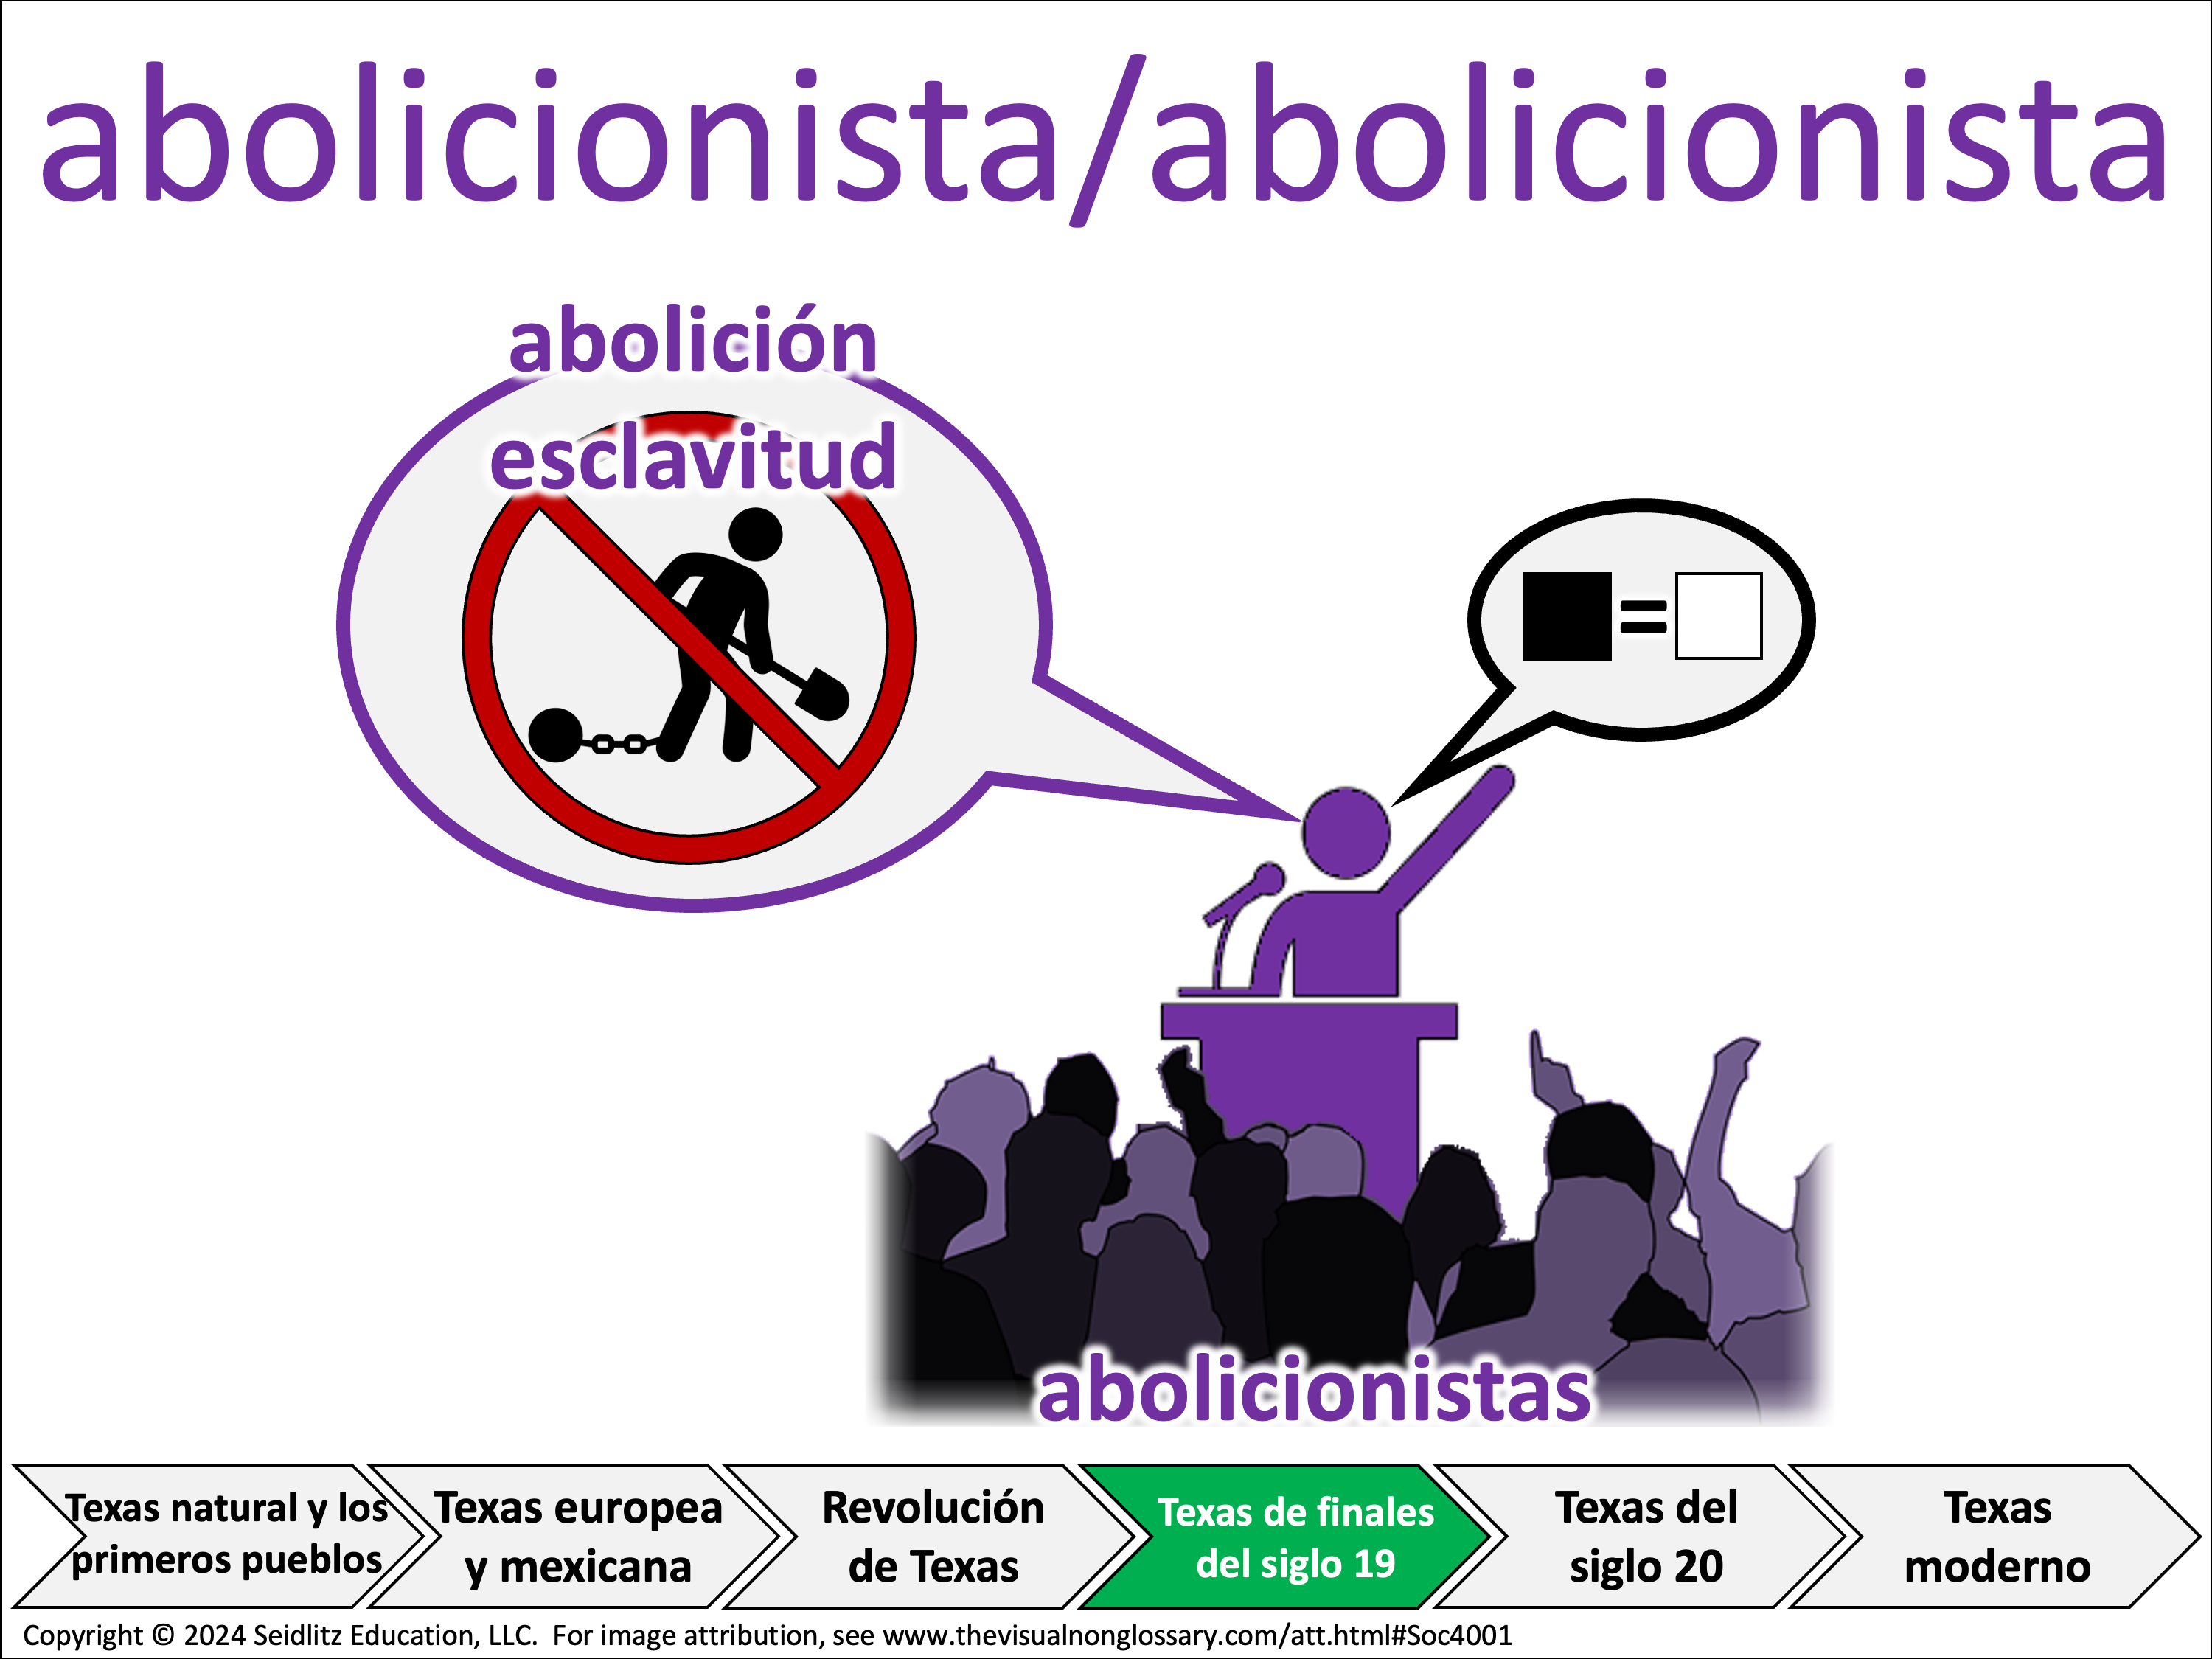 abolicionista/abolicionista
abolición
esclavitud
=
abolicionistas
Texas natural y los
primeros pueblos
Texas europea
y mexicana
Revolución
de Texas
Texas de finales
del siglo 19
Texas del
siglo 20
Texas
moderno
Copyright © 2024 Seidlitz Education, LLC.  For image attribution, see www.thevisualnonglossary.com/att.html#Soc4001